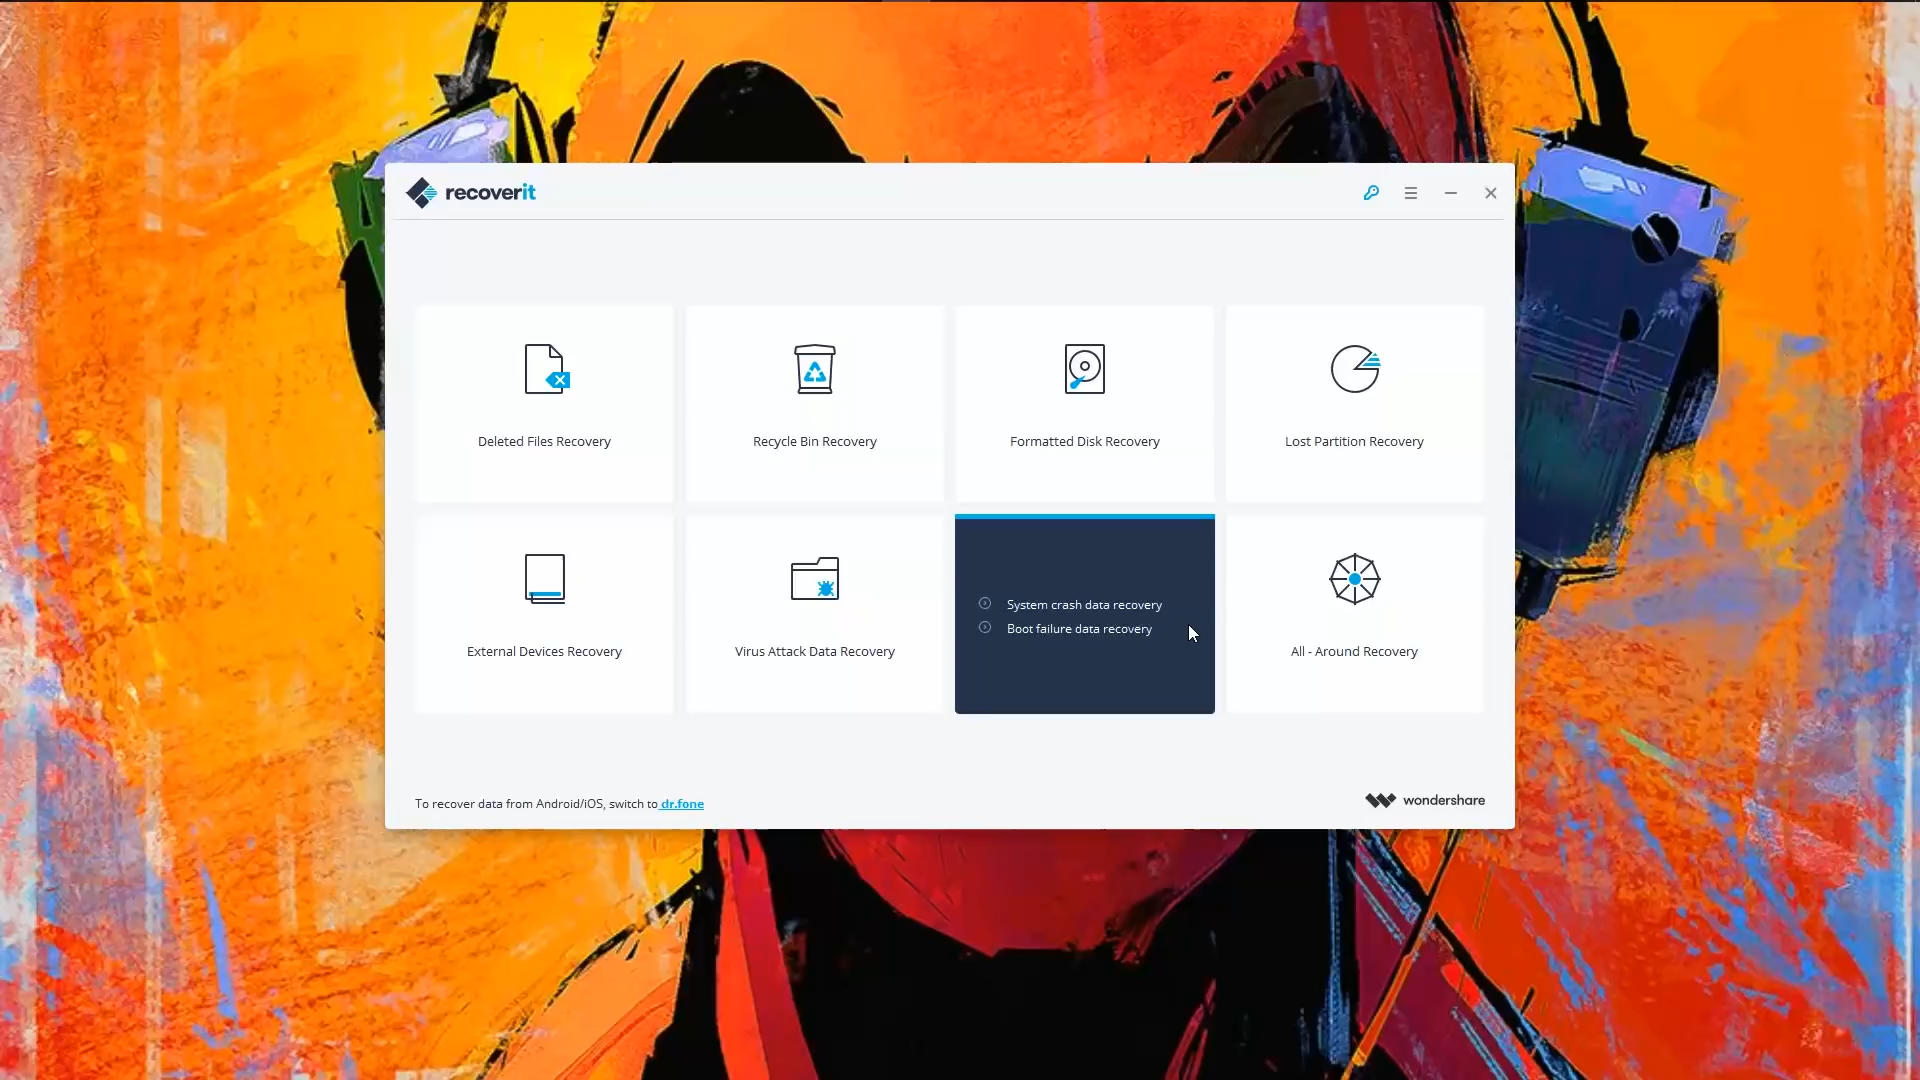 recoverit
Deleted Files Recovery
Recycle Bin Recovery
Formatted Disk Recovery
Lost Partition Recovery
External Devices Recovery
Virus Attack Data Recovery
System crash data recovery
Boot failure data recovery
All - Around Recovery
To recover data from Android/iOS, switch to dr.fone
wondershare